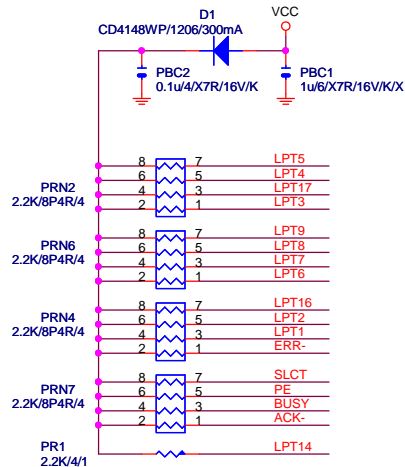 D1
VCC
CD4148WP/1206/300mA
PBC2
0.1u/4/X7R/16V/K
PBC1
1u/6/X7R/16V/K/X
8 7 LPT5
6 5 LPT4
PRN2
4 3 LPT17
2.2K/8P4R/4
2 1 LPT3
8 7 LPT9
PRN6
6 5 LPT8
2.2K/8P4R/4
4 3 LPT7
2 1 LPT6
8 7 LPT16
PRN4
6 5 LPT2
2.2K/8P4R/4
4 3 LPT1
2 1 ERR-
8 7 SLCT
PRN7
6 5 PE
2.2K/8P4R/4
4 3 BUSY
2 1 ACK-
PR1
LPT14
2.2K/4/1